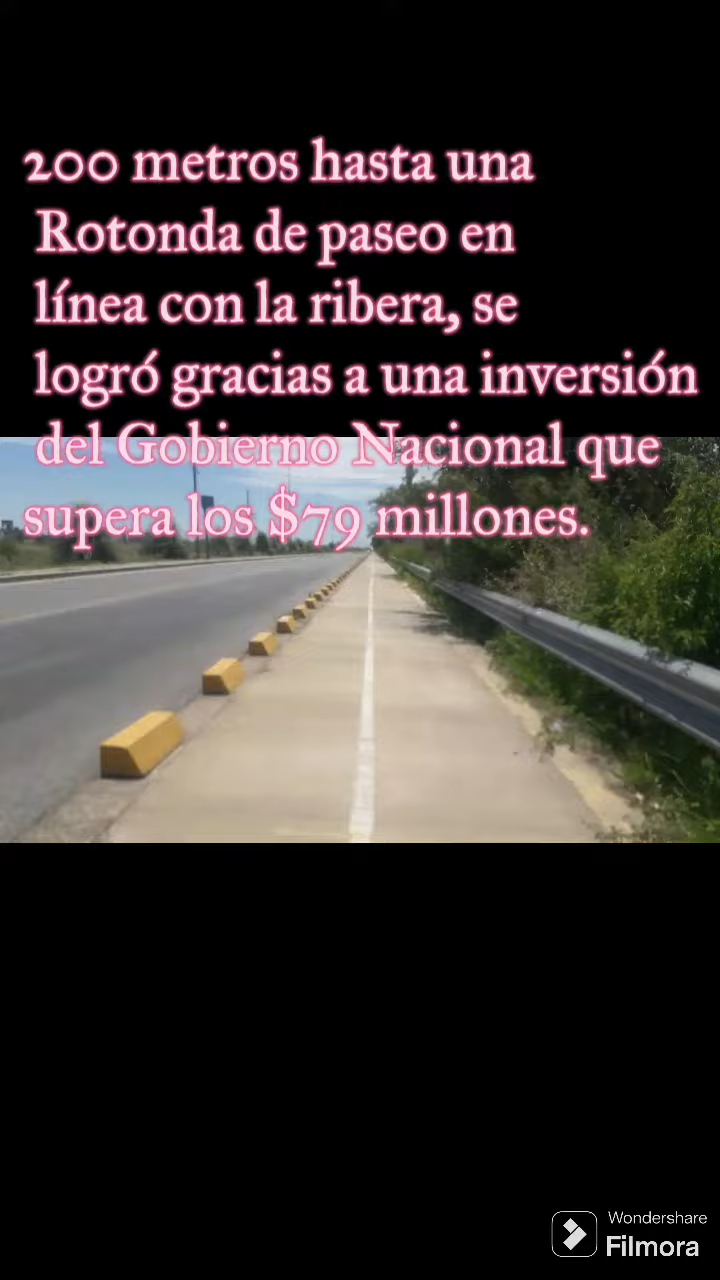 200 metros hasta una
Rotonda de paseo en
línea con la ribera, se
logró gracias a una inversión
del Gobierno Nacional que
supera los $79 millones.
Wondershare
Filmora